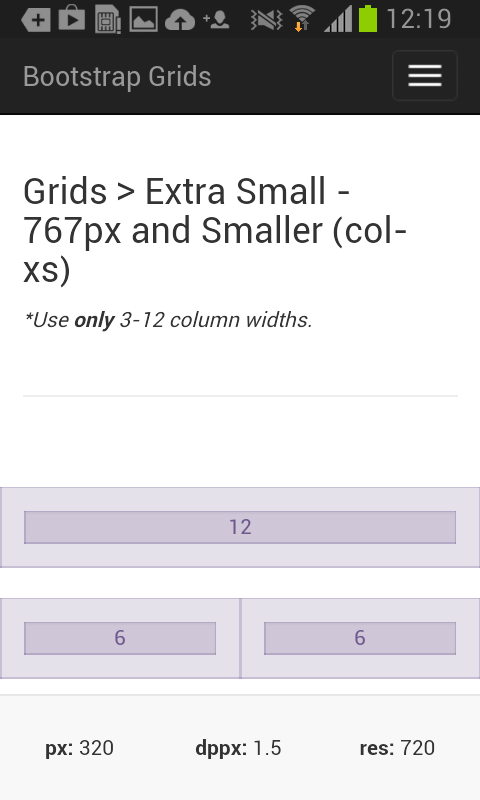 12:19
Bootstrap Grids
Grids > Extra Small -
767px and Smaller (col-
xs)
*Use only 3-12 column widths.
12
6 6
px: 320 dppx: 1.5 res: 720